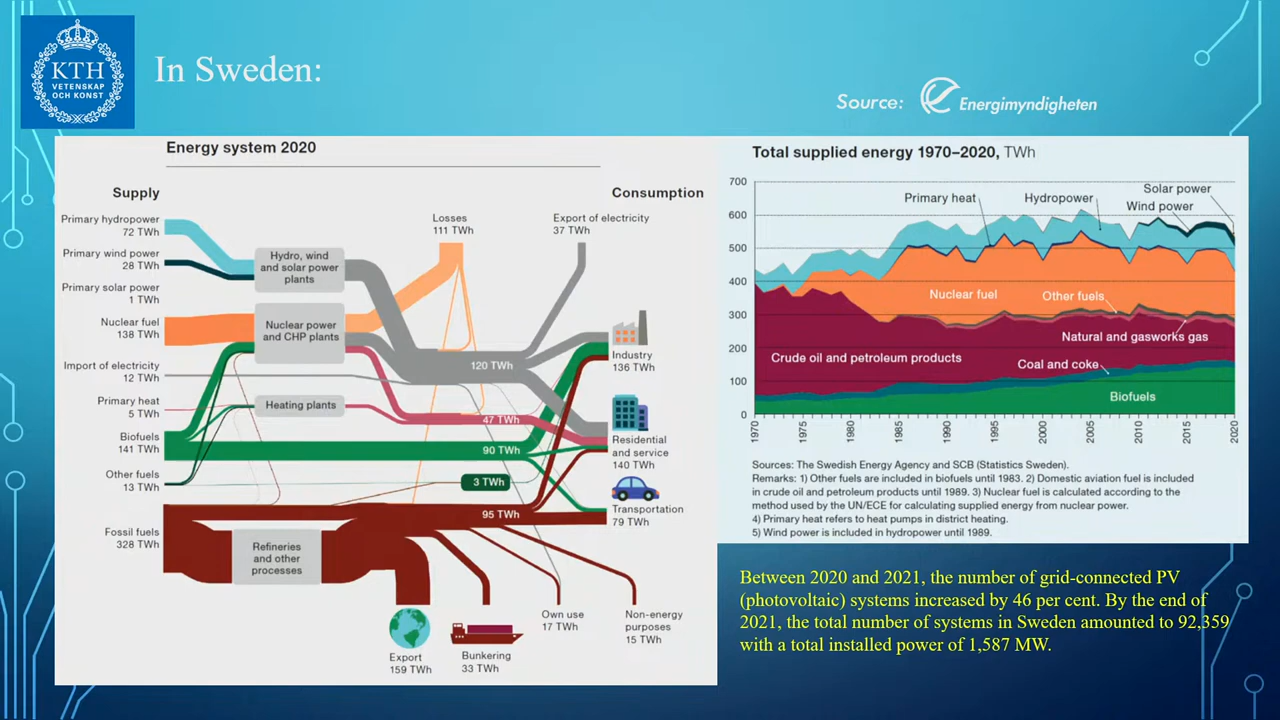 KTH
VETENSKAP
OCH KONST
In Sweden:
Source:
Energimyndigheten
Energy system 2020
Supply
Consumption
Primary hydropower
72 TWh
Primary wind power
28 TWh
Primary solar power
1 TWh
Nuclear fuel
138 TWh
Import of electricity
12 TWh
Primary heat
5 TWh
Biofuels
141 TWh
Other fuels
13 TWh
Fossil fuels
328 TWh
Hydro, wind
and solar power
plants
Nuclear power
and CHP plants
Heating plants
Refineries
and other
processes
Losses
111 TWh
Export of electricity
37 TWh
120 TWh
47 TWh
90 TWh
3 TWh
95 TWh
Industry
136 TWh
Residential
and service
140 TWh
Transportation
79 TWh
Export
159 TWh
Bunkering
33 TWh
Own use
17 TWh
Non-energy
purposes
15 TWh
Total supplied energy 1970–2020, TWh
700
600
500
400
300
200
100
0
Primary heat
Hydropower
Solar power
Wind power
Nuclear fuel
Other fuels
Natural and gasworks gas
Crude oil and petroleum products
Coal and coke
Biofuels
1970
1975
1980
1985
1990
1995
2000
2005
2010
2015
2020
Sources: The Swedish Energy Agency and SCB (Statistics Sweden).
Remarks: 1) Other fuels are included in biofuels until 1983. 2) Domestic aviation fuel is included
in crude oil and petroleum products until 1989. 3) Nuclear fuel is calculated according to the
method used by the UN/ECE for calculating supplied energy from nuclear power.
4) Primary heat refers to heat pumps in district heating.
5) Wind power is included in hydropower until 1989.
Between 2020 and 2021, the number of grid-connected PV
(photovoltaic) systems increased by 46 per cent. By the end of
2021, the total number of systems in Sweden amounted to 92,359
with a total installed power of 1,587 MW.